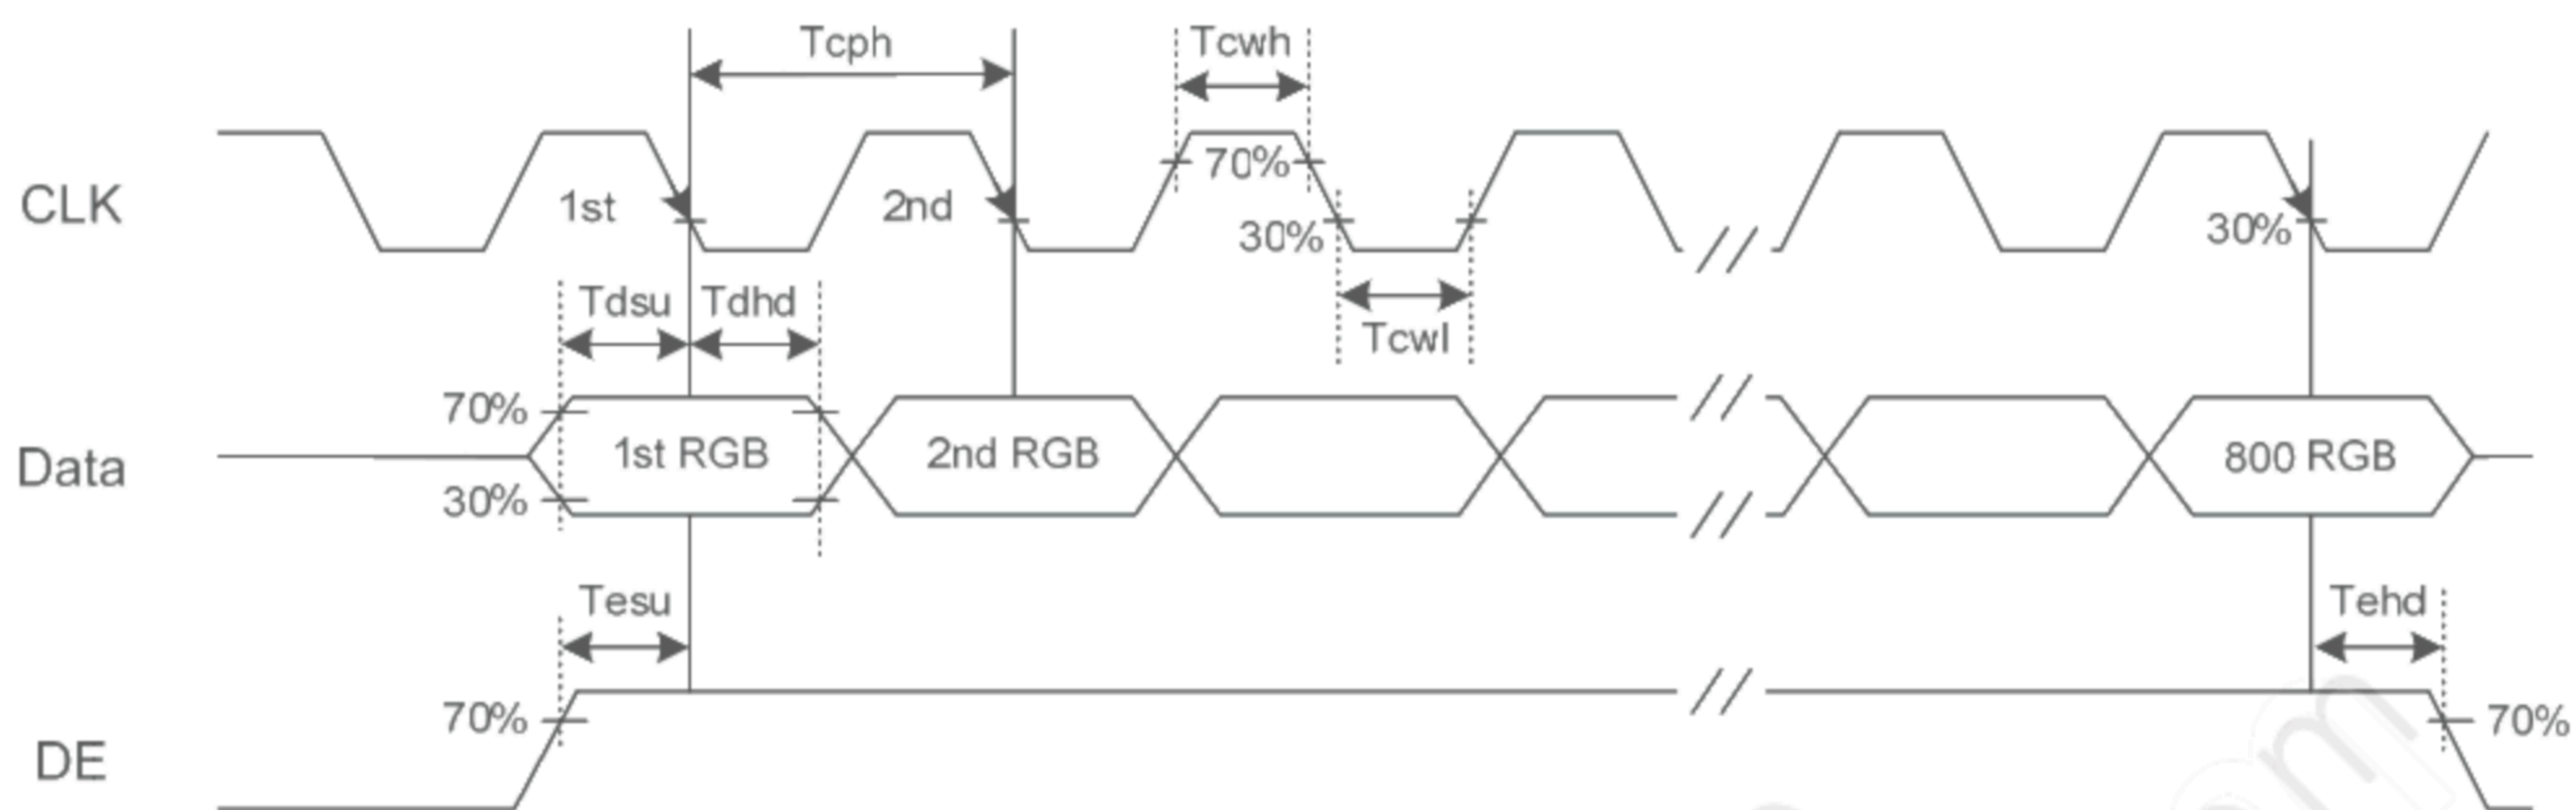 Tcph
Tcwh
CLK
1st
2nd
70%
30%
30%
Tdsu
Tdhd
Tcwl
70%
Data
1st RGB
2nd RGB
800 RGB
30%
Tesu
Tehd
70%
70%
DE